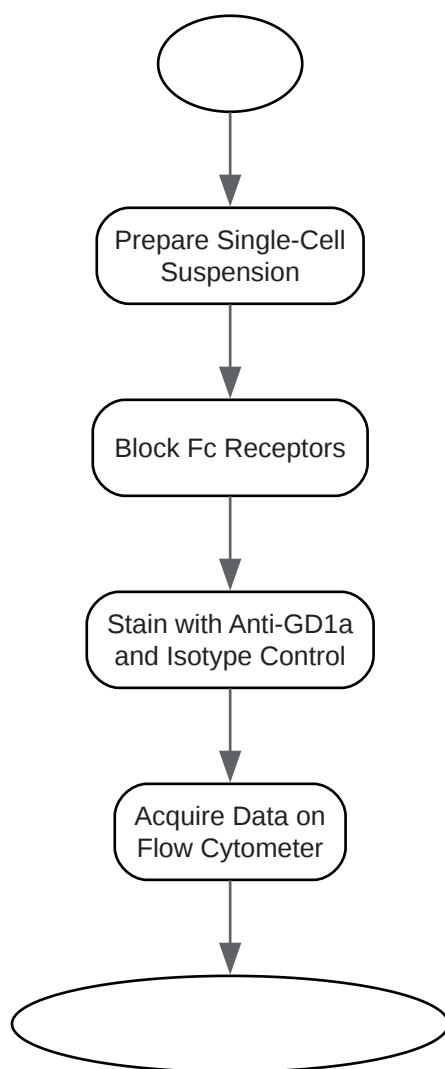 Prepare Single-Cell
Suspension
Block Fc Receptors
Stain with Anti-GD1a
and Isotype Control
Acquire Data on
Flow Cytometer